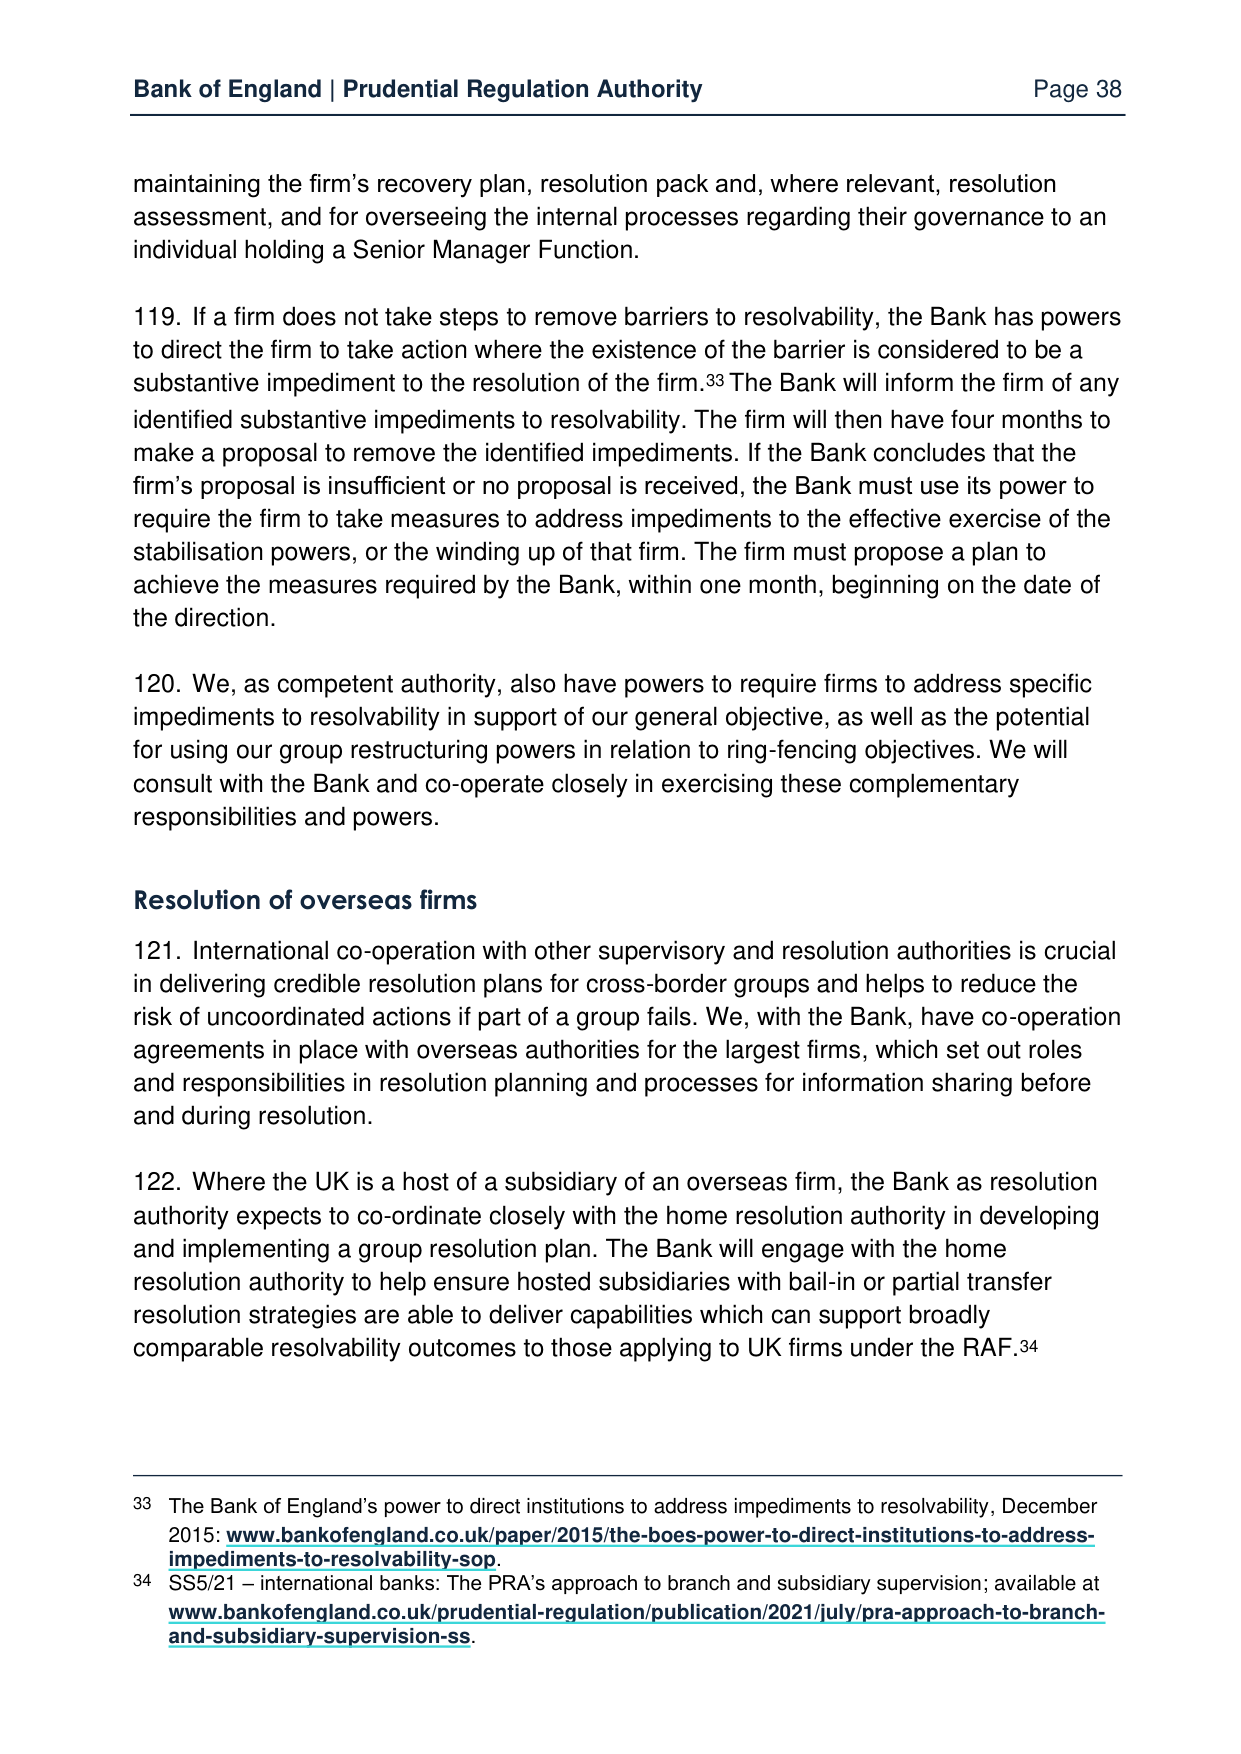 Bank of England | Prudential Regulation Authority Page 38
maintaining the firm’s recovery plan, resolution pack and, where relevant, resolution
assessment, and for overseeing the internal processes regarding their governance to an
individual holding a Senior Manager Function.
119. If a firm does not take steps to remove barriers to resolvability, the Bank has powers
to direct the firm to take action where the existence of the barrier is considered to be a
substantive impediment to the resolution of the firm.33 The Bank will inform the firm of any
identified substantive impediments to resolvability. The firm will then have four months to
make a proposal to remove the identified impediments. If the Bank concludes that the
firm’s proposal is insufficient or no proposal is received, the Bank must use its power to
require the firm to take measures to address impediments to the effective exercise of the
stabilisation powers, or the winding up of that firm. The firm must propose a plan to
achieve the measures required by the Bank, within one month, beginning on the date of
the direction.
120. We, as competent authority, also have powers to require firms to address specific
impediments to resolvability in support of our general objective, as well as the potential
for using our group restructuring powers in relation to ring-fencing objectives. We will
consult with the Bank and co-operate closely in exercising these complementary
responsibilities and powers.
Resolution of overseas firms
121. International co-operation with other supervisory and resolution authorities is crucial
in delivering credible resolution plans for cross-border groups and helps to reduce the
risk of uncoordinated actions if part of a group fails. We, with the Bank, have co-operation
agreements in place with overseas authorities for the largest firms, which set out roles
and responsibilities in resolution planning and processes for information sharing before
and during resolution.
122. Where the UK is a host of a subsidiary of an overseas firm, the Bank as resolution
authority expects to co-ordinate closely with the home resolution authority in developing
and implementing a group resolution plan. The Bank will engage with the home
resolution authority to help ensure hosted subsidiaries with bail-in or partial transfer
resolution strategies are able to deliver capabilities which can support broadly
comparable resolvability outcomes to those applying to UK firms under the RAF.34
33 The Bank of England’s power to direct institutions to address impediments to resolvability, December
2015: www.bankofengland.co.uk/paper/2015/the-boes-power-to-direct-institutions-to-address-
impediments-to-resolvability-sop.
34 SS5/21 – international banks: The PRA’s approach to branch and subsidiary supervision; available at
www.bankofengland.co.uk/prudential-regulation/publication/2021/july/pra-approach-to-branch-
and-subsidiary-supervision-ss.